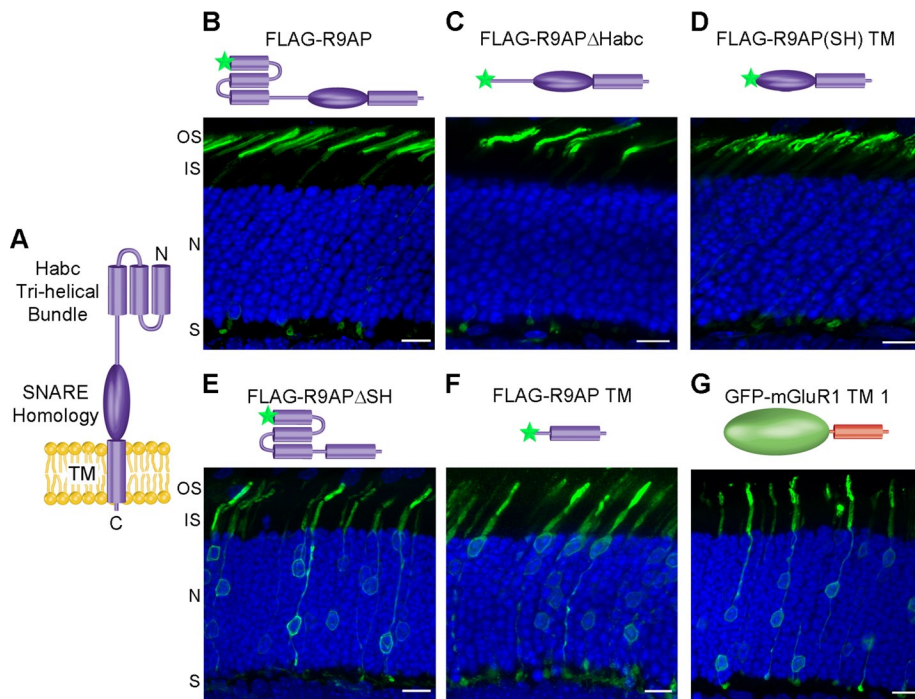 A
Habc
Tri-helical
Bundle
N
SNARE
Homology
TM
C
B
FLAG-R9AP
C
FLAG-R9APΔHabc
D
FLAG-R9AP(SH) TM
OS
IS
N
S
E
FLAG-R9APΔSH
F
FLAG-R9AP TM
G
GFP-mGluR1 TM 1
OS
IS
N
S